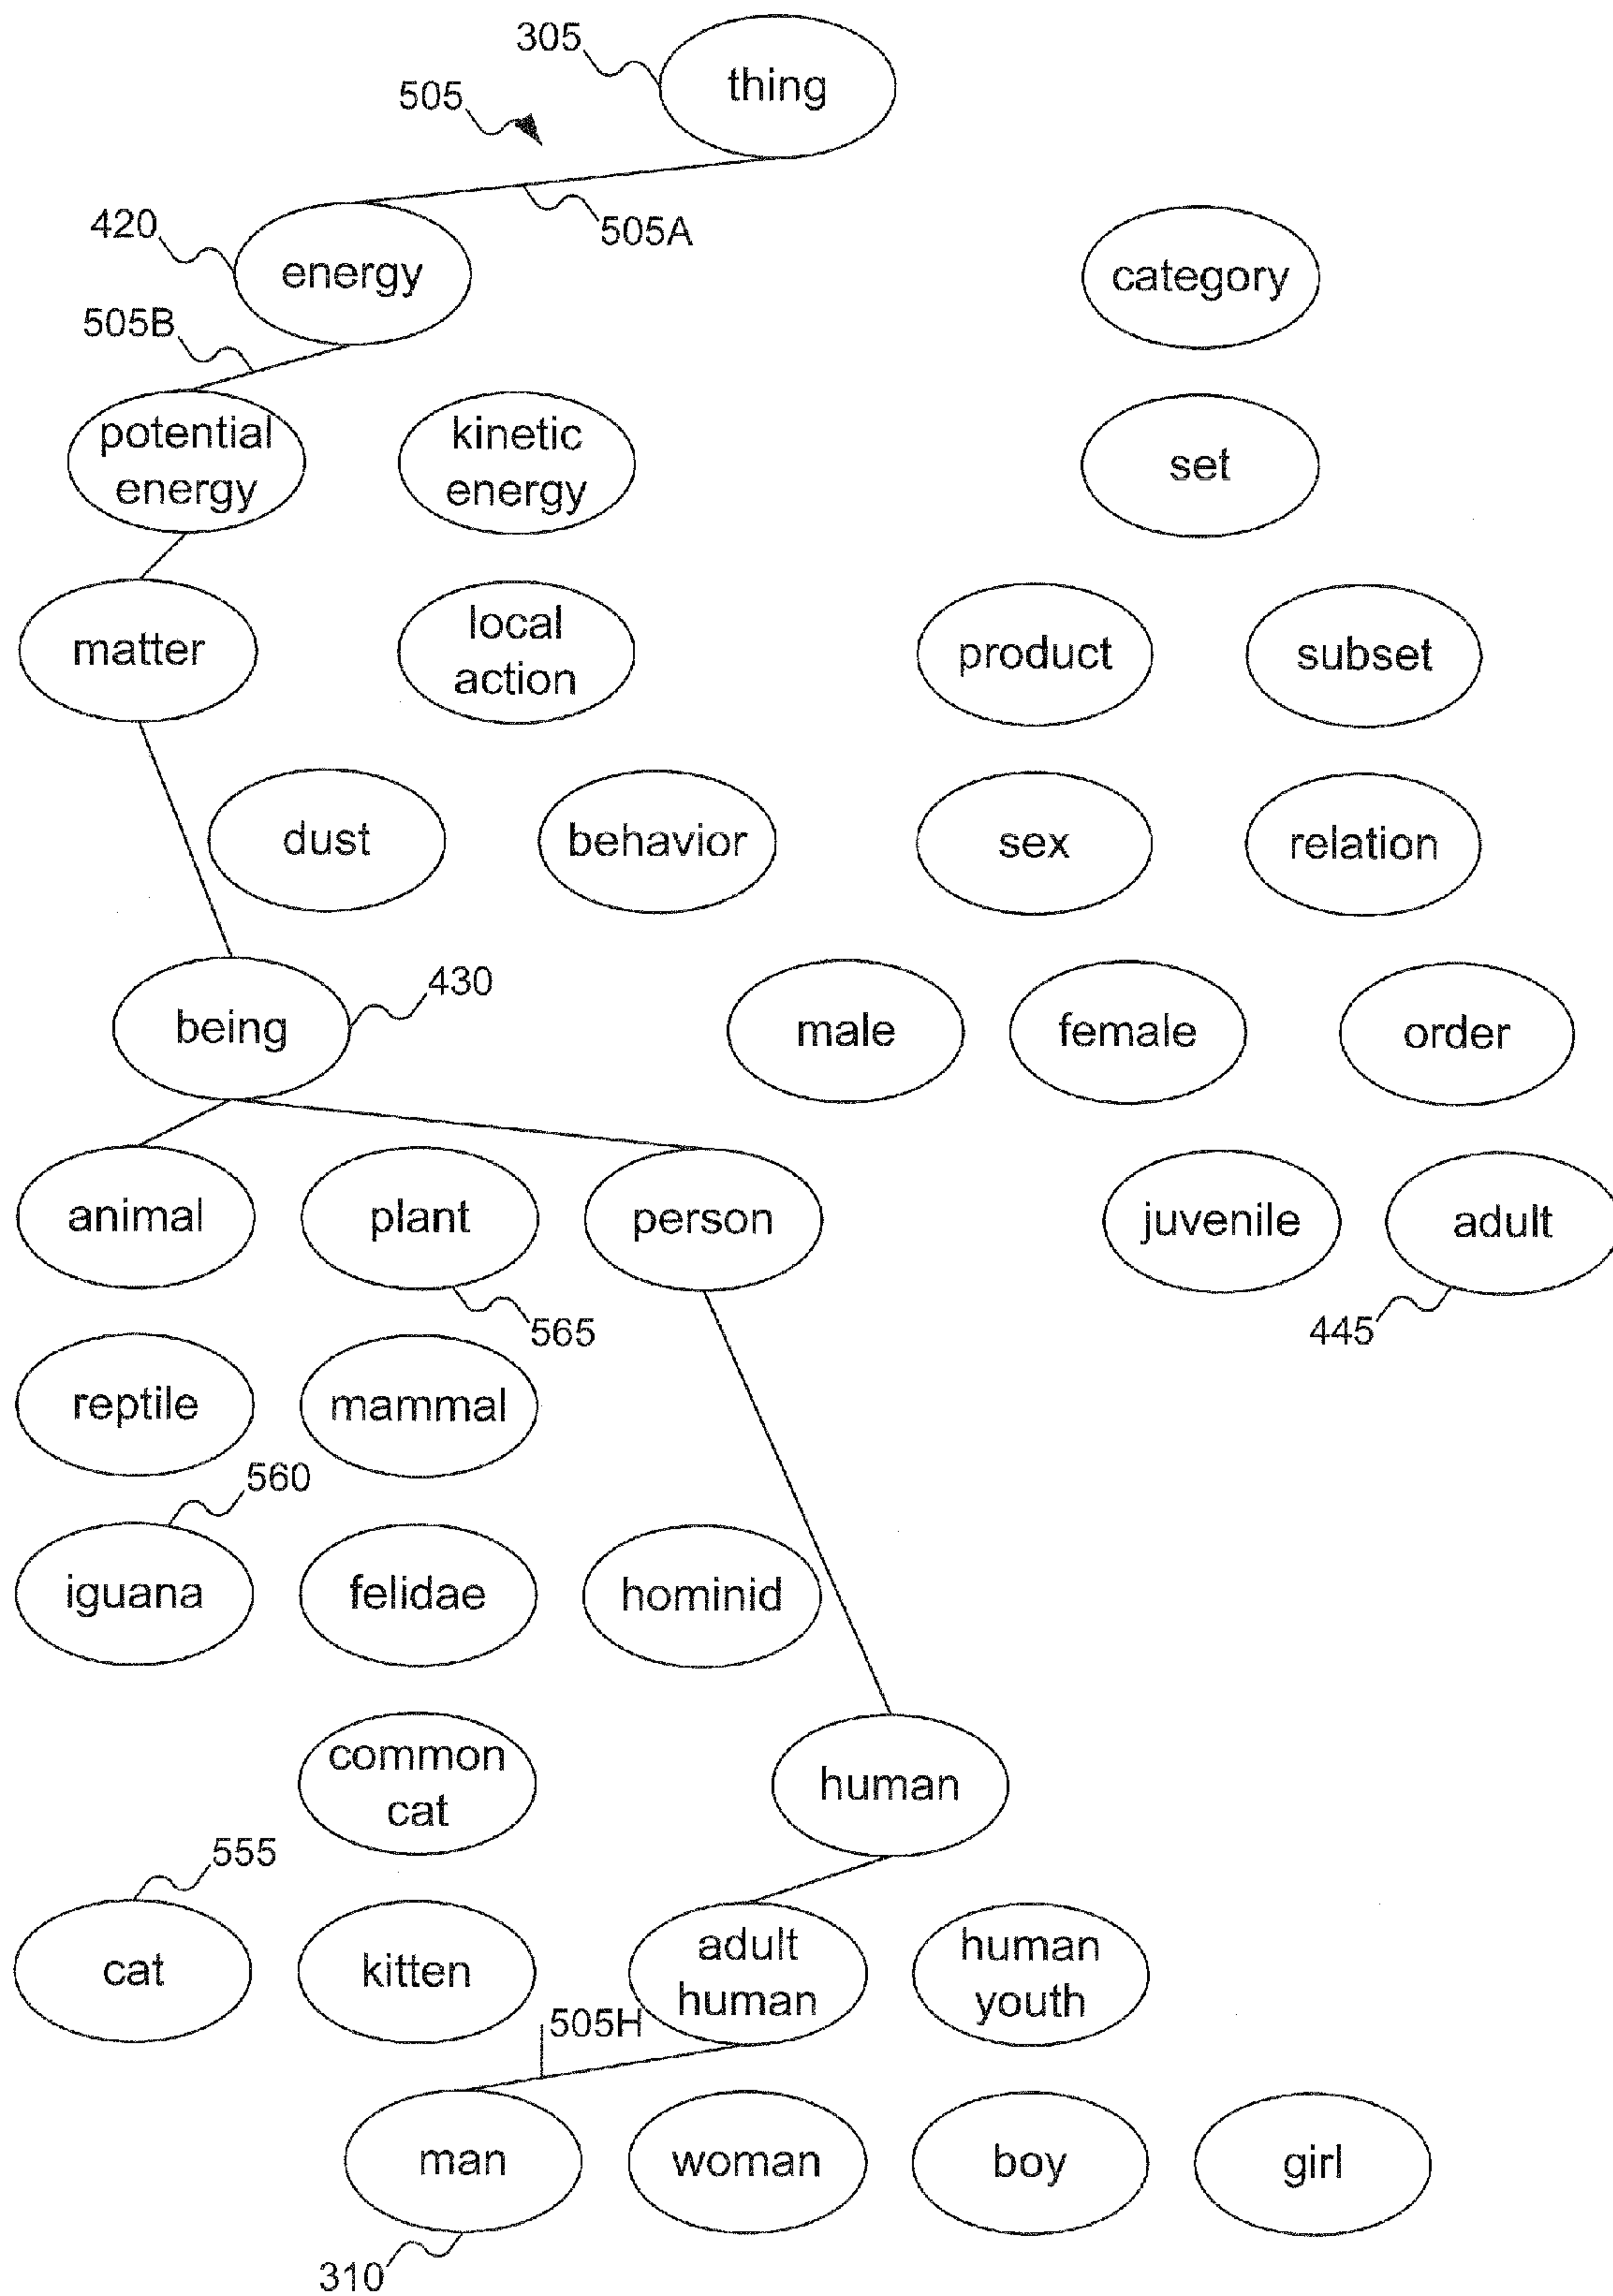 305
thing
505
505A
420
energy
category
505B
potential
energy
kinetic
energy
set
matter
local
action
product
subset
dust
behavior
sex
relation
430
being
male
female
order
animal
plant
person
juvenile
adult
565
445
reptile
mammal
560
iguana
felidae
hominid
common
cat
human
555
cat
kitten
adult
human
human
youth
505H
man
woman
boy
girl
310